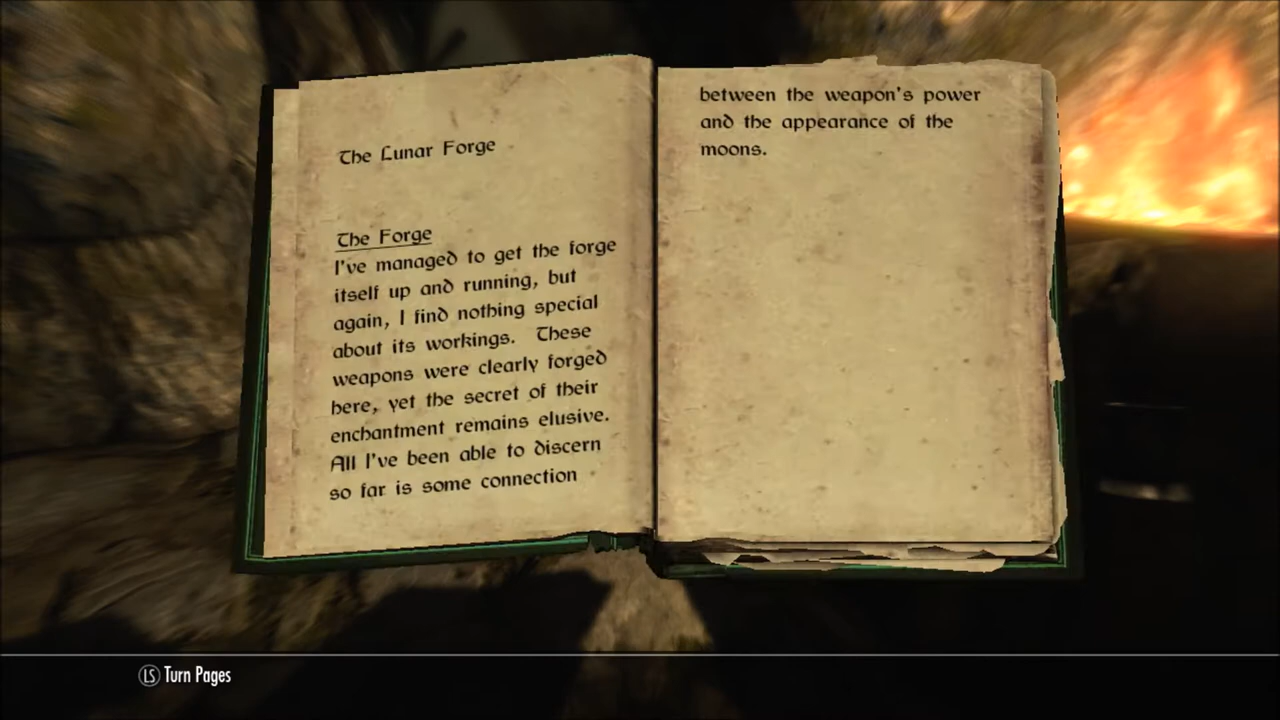 The Lunar Forge
The Forge
I've managed to get the forge
itself up and running, but
again, I find nothing special
about its workings. These
weapons were clearly forged
here, yet the secret of their
enchantment remains elusive.
All I've been able to discern
so far is some connection
between the weapon's power
and the appearance of the
moons.
LS Turn Pages